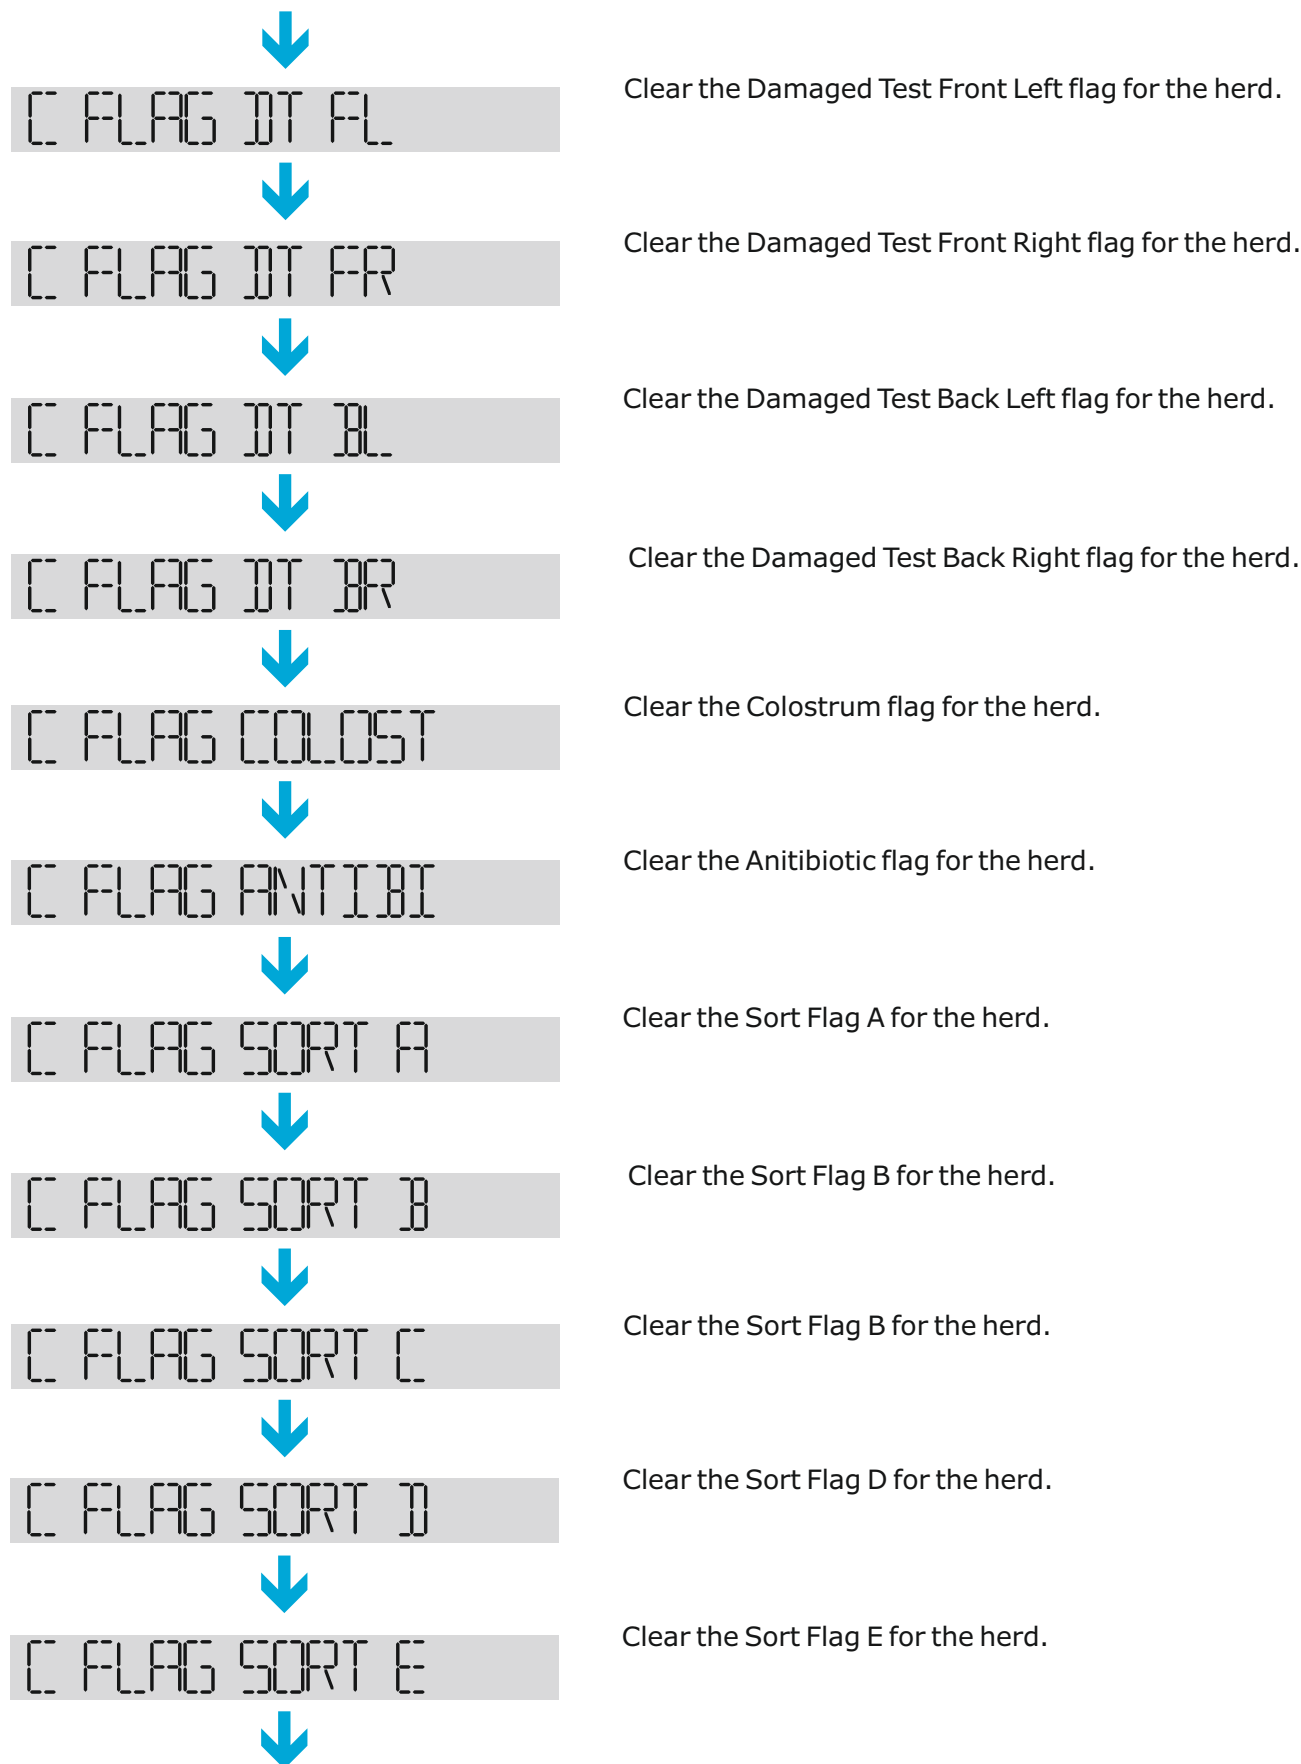 C FLAG DT FL
Clear the Damaged Test Front Left flag for the herd.
C FLAG DT FR
Clear the Damaged Test Front Right flag for the herd.
C FLAG DT BL
Clear the Damaged Test Back Left flag for the herd.
C FLAG DT BR
Clear the Damaged Test Back Right flag for the herd.
C FLAG COLOST
Clear the Colostrum flag for the herd.
C FLAG ANTIBI
Clear the Anitibiotic flag for the herd.
C FLAG SORT A
Clear the Sort Flag A for the herd.
C FLAG SORT B
Clear the Sort Flag B for the herd.
C FLAG SORT C
Clear the Sort Flag B for the herd.
C FLAG SORT D
Clear the Sort Flag D for the herd.
C FLAG SORT E
Clear the Sort Flag E for the herd.